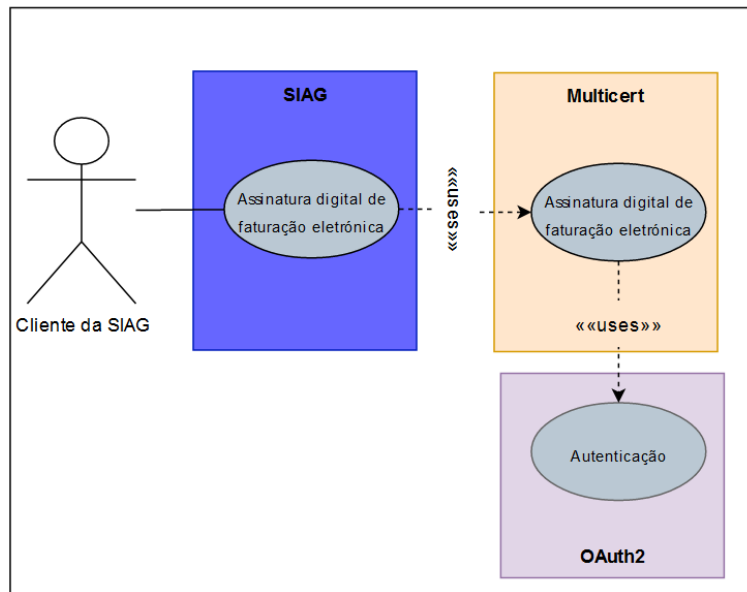 SIAG
Multicert
Assinatura digital de
faturação eletrónica
««uses»»
Assinatura digital de
faturação eletrónica
Cliente da SIAG
««uses»»
Autenticação
OAuth2